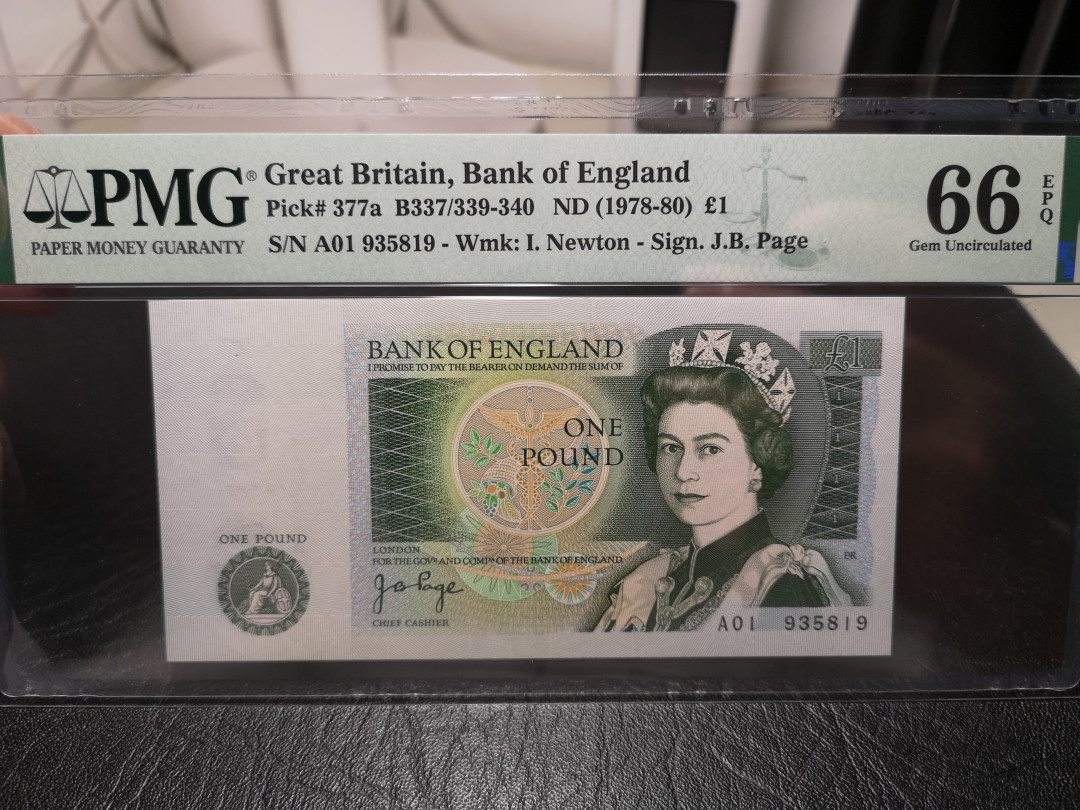 PMG®
PAPER MONEY GUARANTY
Great Britain, Bank of England
Pick# 377a B337/339-340 ND (1978-80) £1
S/N A01 935819 - Wmk: I. Newton - Sign. J.B. Page
66
EPQ
Gem Uncirculated
BANK OF ENGLAND
I PROMISE TO PAY THE BEARER ON DEMAND THE SUM OF
£1
ONE
POUND
ONE POUND
LONDON
FOR THE GOVR AND COMPA OF THE BANK OF ENGLAND
J B Page
CHIEF CASHIER
A01 935819